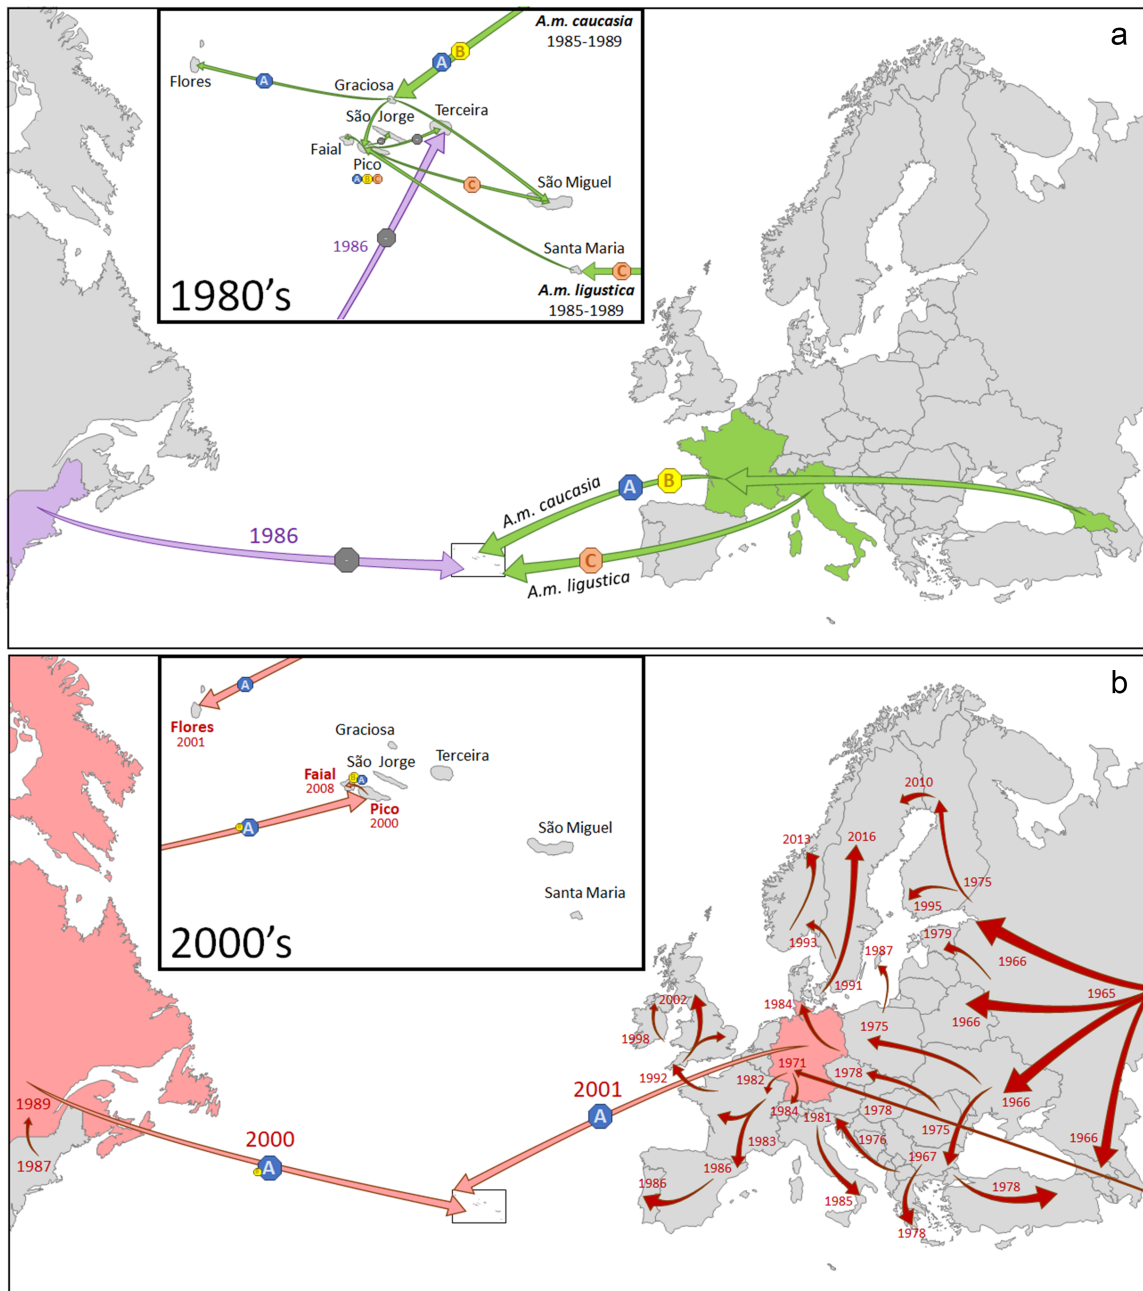 a
A.m. caucasia
1985-1989
A
B
Flores
A
Graciosa
São Jorge
Terceira
Faial
Pico
A B C
C
São Miguel
1986
Santa Maria
C
A.m. ligustica
1985-1989
1980's
A.m. caucasia
A
B
1986
C
A.m. ligustica
b
A
Flores
2001
Graciosa
São Jorge
Terceira
Faial
2008
B A
Pico
2000
A
São Miguel
Santa Maria
2000's
2010
2013
2016
1975
1995
1979
1993
1987
1966
1991
1965
2002
1984
1966
1998
1975
1971
1992
1982
1978
1966
1989
2001
A
1984
1981
1978
1975
1966
2000
1983
1976
1967
1987
A
1986
1986
1978
1985
1978